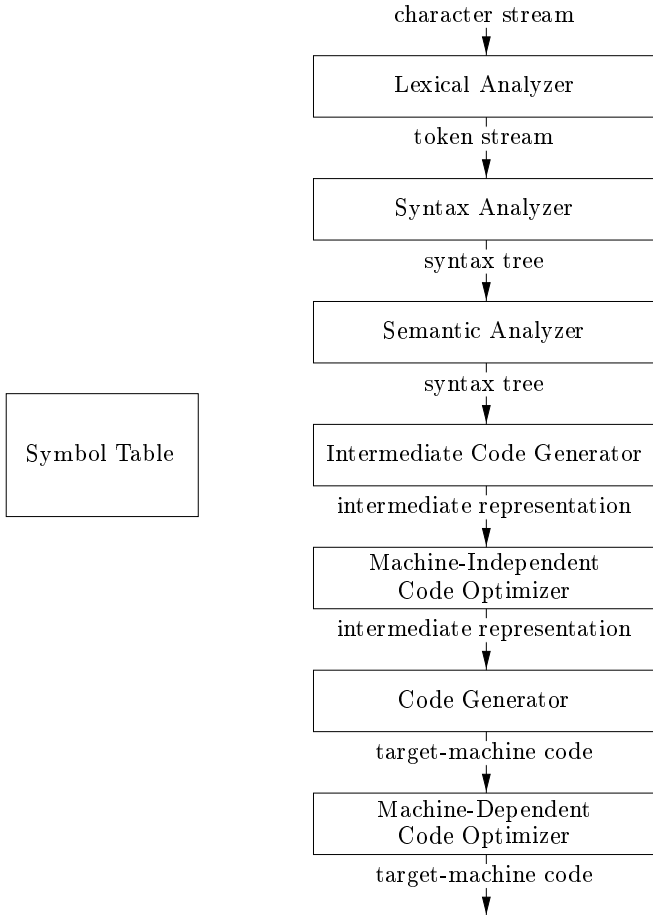 character stream
Lexical Analyzer
token stream
Syntax Analyzer
syntax tree
Semantic Analyzer
syntax tree
Symbol Table
Intermediate Code Generator
intermediate representation
Machine-Independent
Code Optimizer
intermediate representation
Code Generator
target-machine code
Machine-Dependent
Code Optimizer
target-machine code